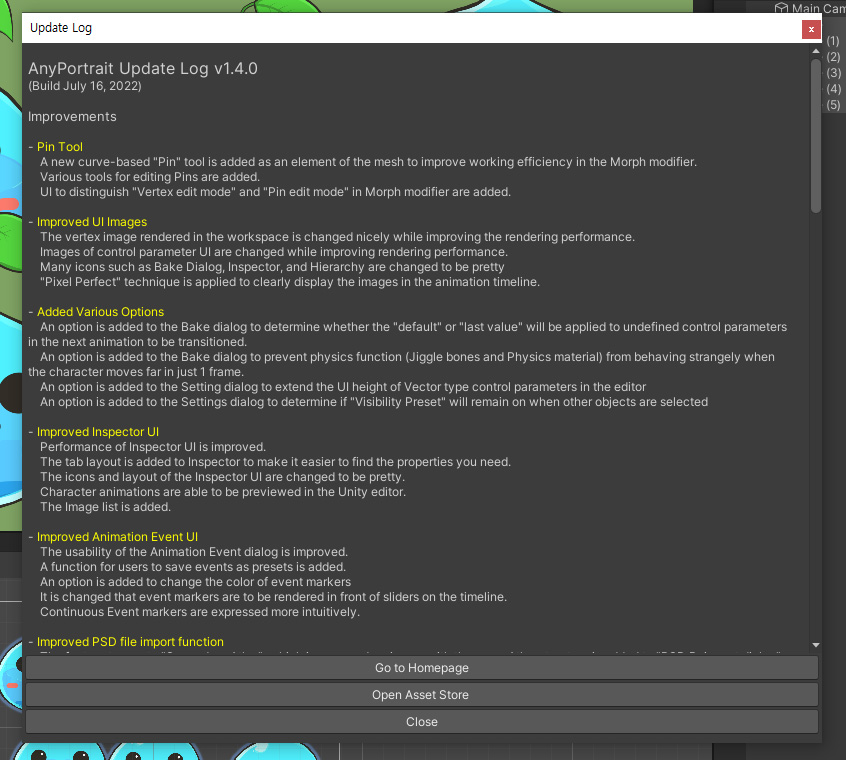 Main Cam
Update Log
x
(1)
(2)
(3)
(4)
(5)
AnyPortrait Update Log v1.4.0
(Build July 16, 2022)
Improvements
- Pin Tool
A new curve-based "Pin" tool is added as an element of the mesh to improve working efficiency in the Morph modifier.
Various tools for editing Pins are added.
UI to distinguish "Vertex edit mode" and "Pin edit mode" in Morph modifier are added.
- Improved UI Images
The vertex image rendered in the workspace is changed nicely while improving the rendering performance.
Images of control parameter UI are changed while improving rendering performance.
Many icons such as Bake Dialog, Inspector, and Hierarchy are changed to be pretty
"Pixel Perfect" technique is applied to clearly display the images in the animation timeline.
- Added Various Options
An option is added to the Bake dialog to determine whether the "default" or "last value" will be applied to undefined control parameters
in the next animation to be transitioned.
An option is added to the Bake dialog to prevent physics function (Jiggle bones and Physics material) from behaving strangely when
the character moves far in just 1 frame.
An option is added to the Setting dialog to extend the UI height of Vector type control parameters in the editor
An option is added to the Settings dialog to determine if "Visibility Preset" will remain on when other objects are selected
- Improved Inspector UI
Performance of Inspector UI is improved.
The tab layout is added to Inspector to make it easier to find the properties you need.
The icons and layout of the Inspector UI are changed to be pretty.
Character animations are able to be previewed in the Unity editor.
The Image list is added.
- Improved Animation Event UI
The usability of the Animation Event dialog is improved.
A function for users to save events as presets is added.
An option is added to change the color of event markers
It is changed that event markers are to be rendered in front of sliders on the timeline.
Continuous Event markers are expressed more intuitively.
- Improved PSD file import function
Go to Homepage
Open Asset Store
Close